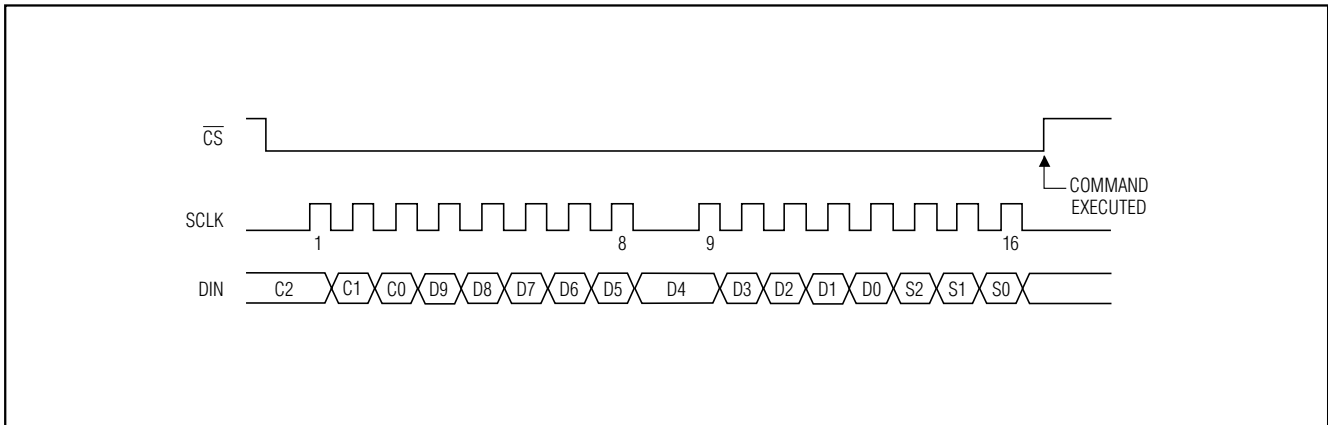 CS
COMMAND
EXECUTED
SCLK
1 8 9 16
DIN C2 C1 C0 D9 D8 D7 D6 D5 D4 D3 D2 D1 D0 S2 S1 S0